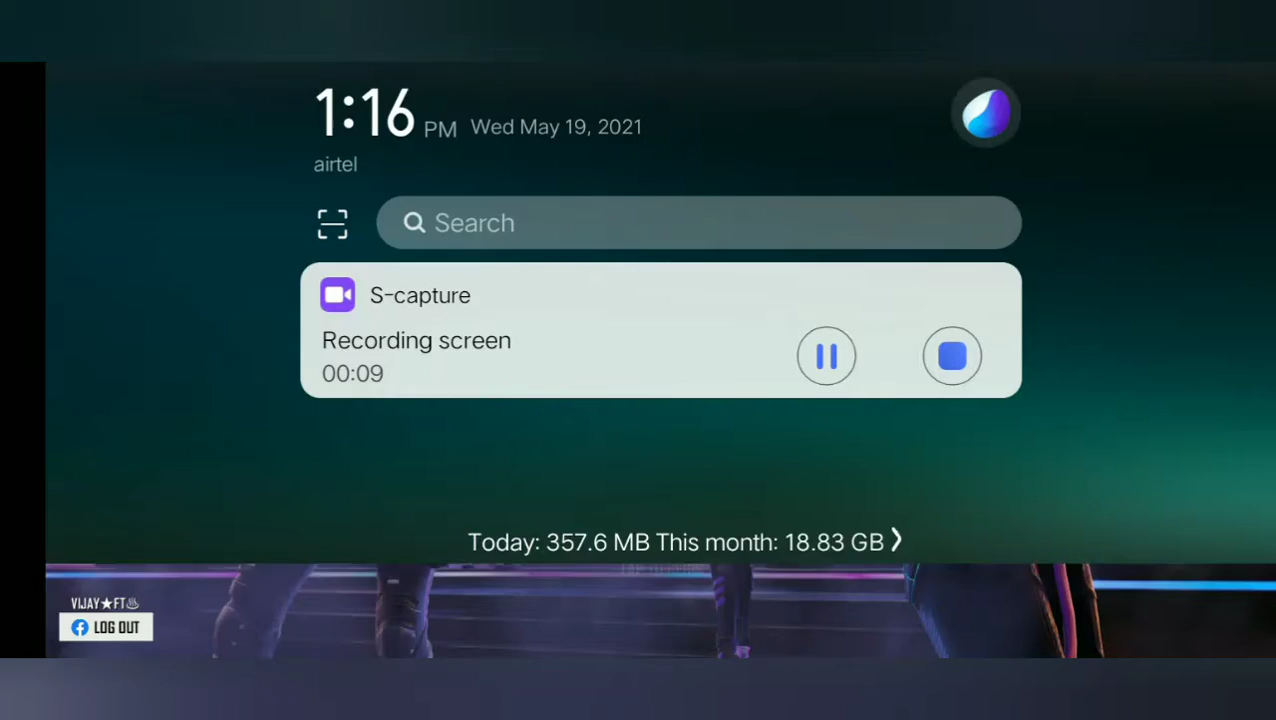 1:16 PM Wed May 19, 2021
airtel
Search
S-capture
Recording screen
00:09
Today: 357.6 MB This month: 18.83 GB
VIJAY★FT♨
LOG OUT